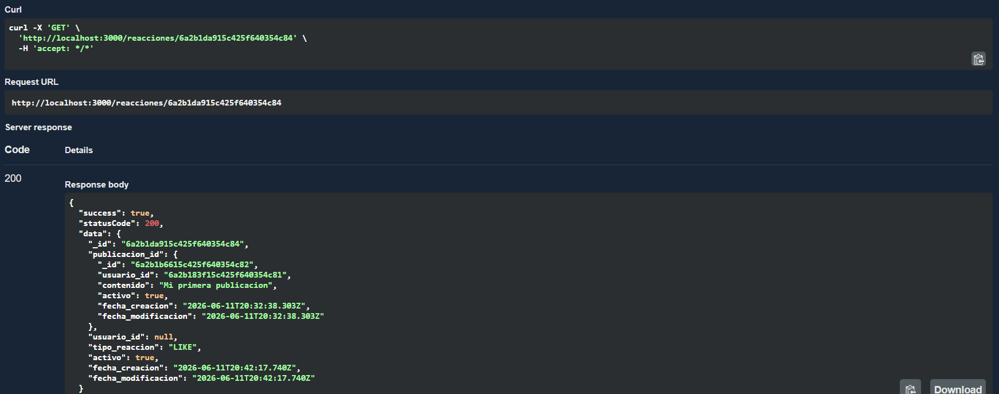 Curl
curl -X 'GET' \
  'http://localhost:3000/reacciones/6a2b1da915c425f640354c84' \
  -H 'accept: */*'
Request URL
http://localhost:3000/reacciones/6a2b1da915c425f640354c84
Server response
Code Details
200
Response body
{
  "success": true,
  "statusCode": 200,
  "data": {
    "_id": "6a2b1da915c425f640354c84",
    "publicacion_id": {
      "_id": "6a2b1b6615c425f640354c82",
      "usuario_id": "6a2b183f15c425f640354c81",
      "contenido": "Mi primera publicacion",
      "activo": true,
      "fecha_creacion": "2026-06-11T20:32:38.303Z",
      "fecha_modificacion": "2026-06-11T20:32:38.303Z"
    },
    "usuario_id": null,
    "tipo_reaccion": "LIKE",
    "activo": true,
    "fecha_creacion": "2026-06-11T20:42:17.740Z",
    "fecha_modificacion": "2026-06-11T20:42:17.740Z"
  }
Download